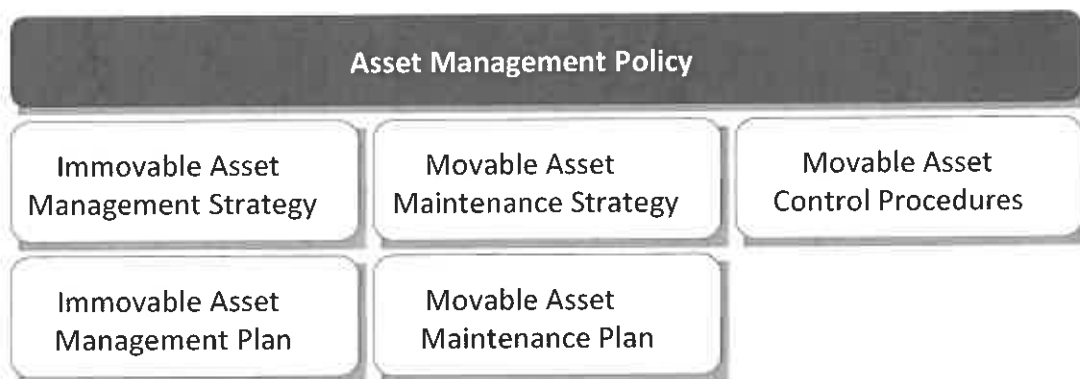 Asset Management Policy
Immovable Asset
Management Strategy
Movable Asset
Maintenance Strategy
Movable Asset
Control Procedures
Immovable Asset
Management Plan
Movable Asset
Maintenance Plan